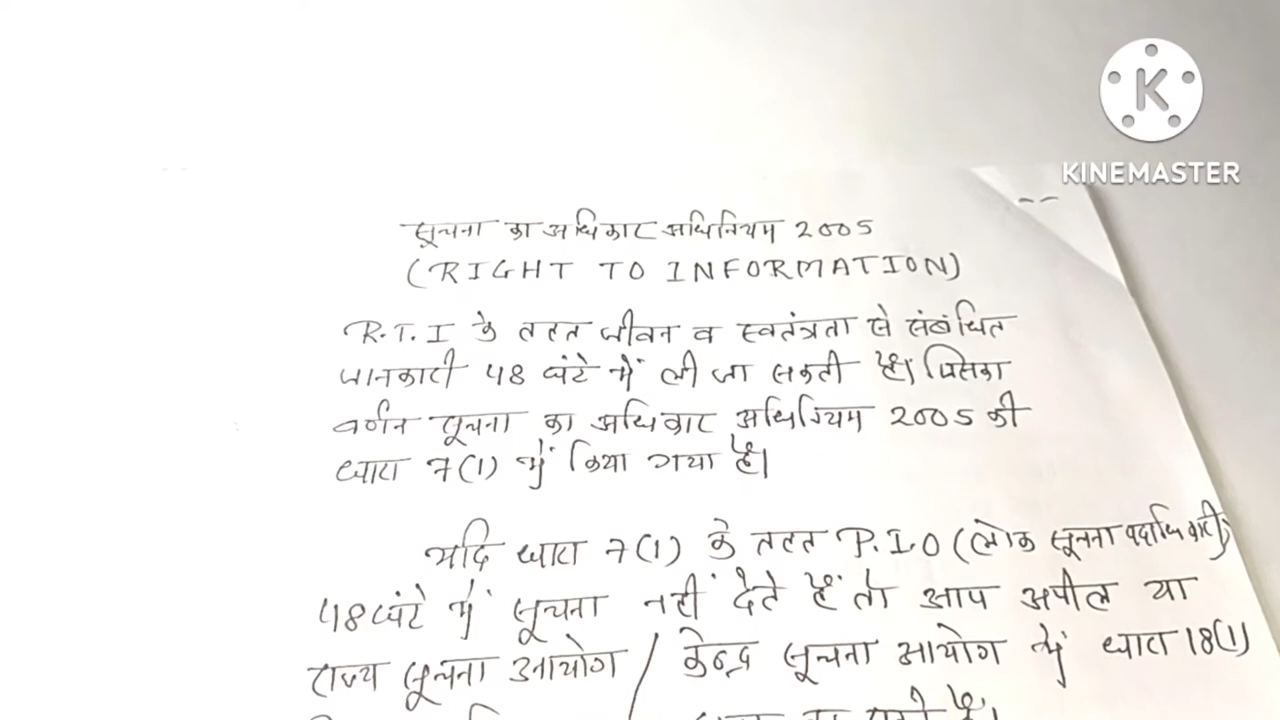 KINEMASTER
सूचना का अधिकार अधिनियम 2005
(RIGHT TO INFORMATION)
R.T.I के तहत जीवन व स्वतंत्रता से संबंधित
जानकारी 48 घंटे में ली जा सकती है। जिसका
वर्णन सूचना का अधिकार अधिनियम 2005 की
धारा 7(1) में किया गया है।
यदि धारा 7(1) के तहत P.I.O (लोक सूचना पदाधिकारी)
48 घंटे में सूचना नहीं देते हैं तो आप अपील या
राज्य सूचना आयोग / केन्द्र सूचना आयोग में धारा 18(1)
है।